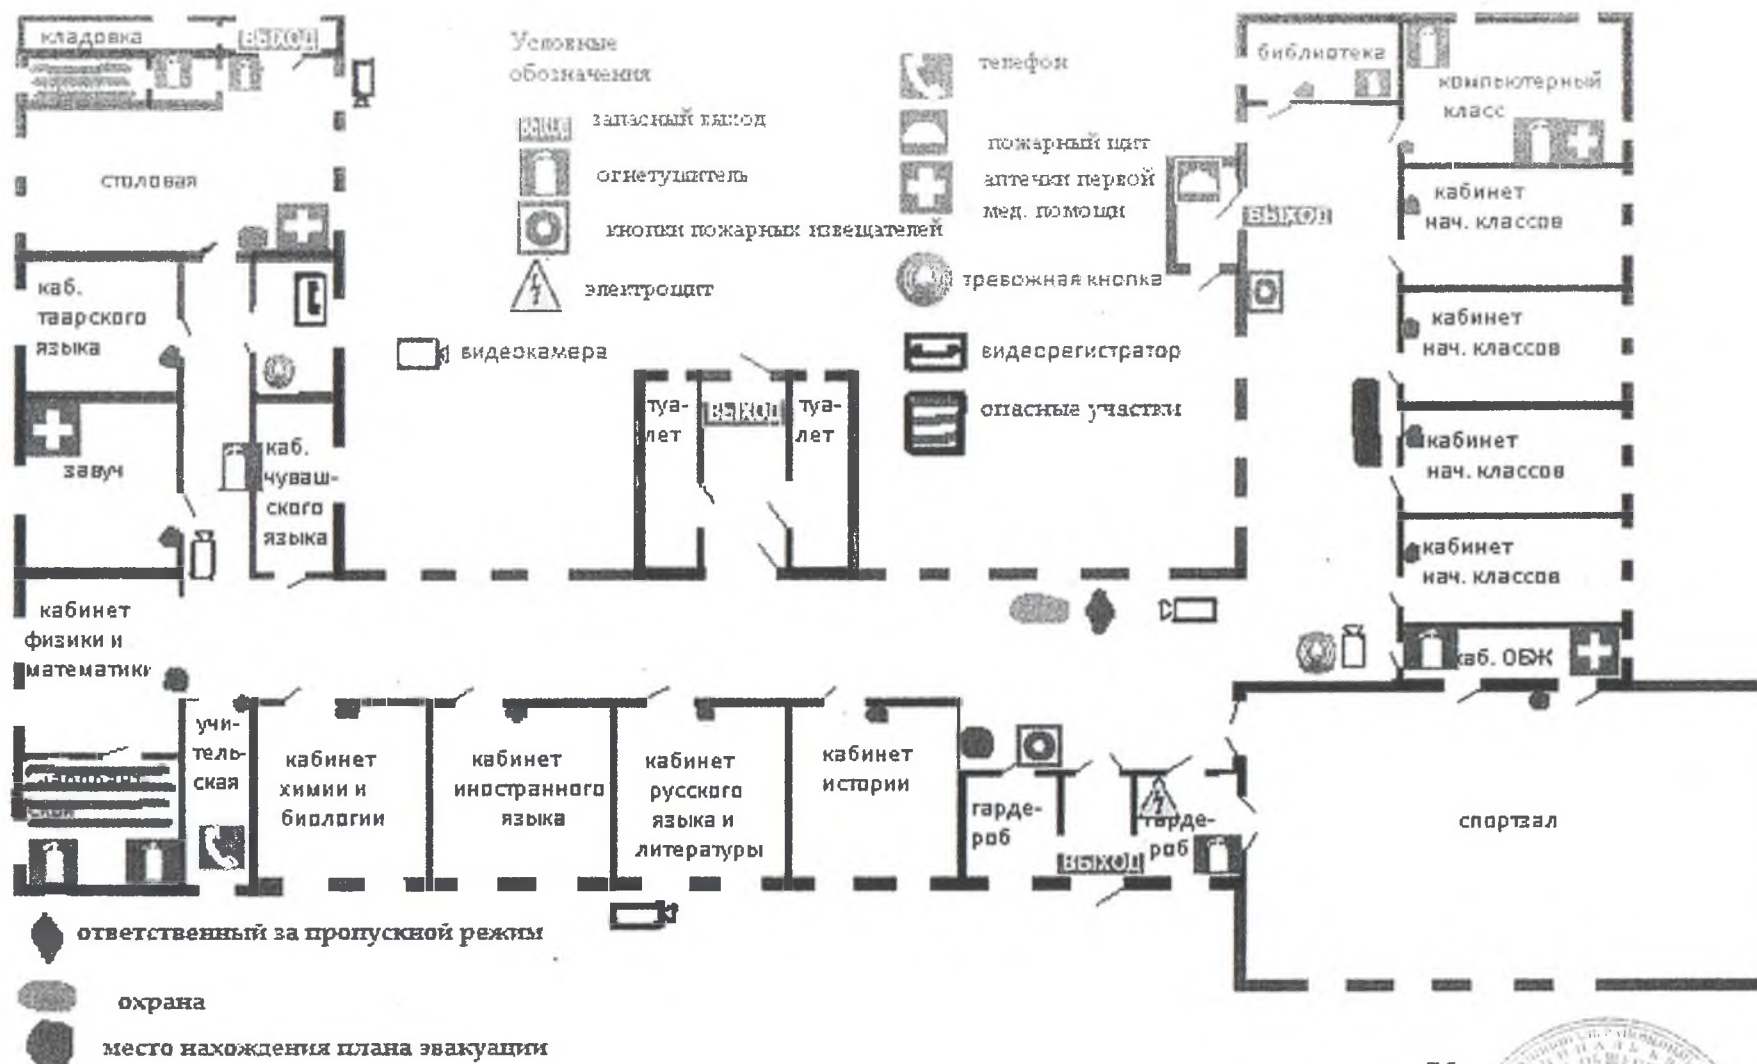 кладовка
ВЫХОД
столовая
каб.
таарского
языка
завуч
каб.
чуваш-
ского
языка
кабинет
физики и
математики
учи-
тель-
ская
кабинет
химии и
биологии
кабинет
иностранного
языка
кабинет
русского
языка и
литературы
кабинет
истории
гарде-
роб
ВЫХОД
гарде-
роб
спортзал
туа-
лет
ВЫХОД
туа-
лет
Условные
обозначения
запасный выход
огнетушитель
кнопки пожарных извещателей
электрощит
видеокамера
телефон
пожарный щит
аптечки первой
мед. помощи
тревожная кнопка
видеорегистратор
опасные участки
библиотека
компьютерный
класс
ВЫХОД
кабинет
нач. классов
кабинет
нач. классов
кабинет
нач. классов
кабинет
нач. классов
каб. ОБЖ
ответственный за пропускной режим
охрана
место нахождения плана эвакуации